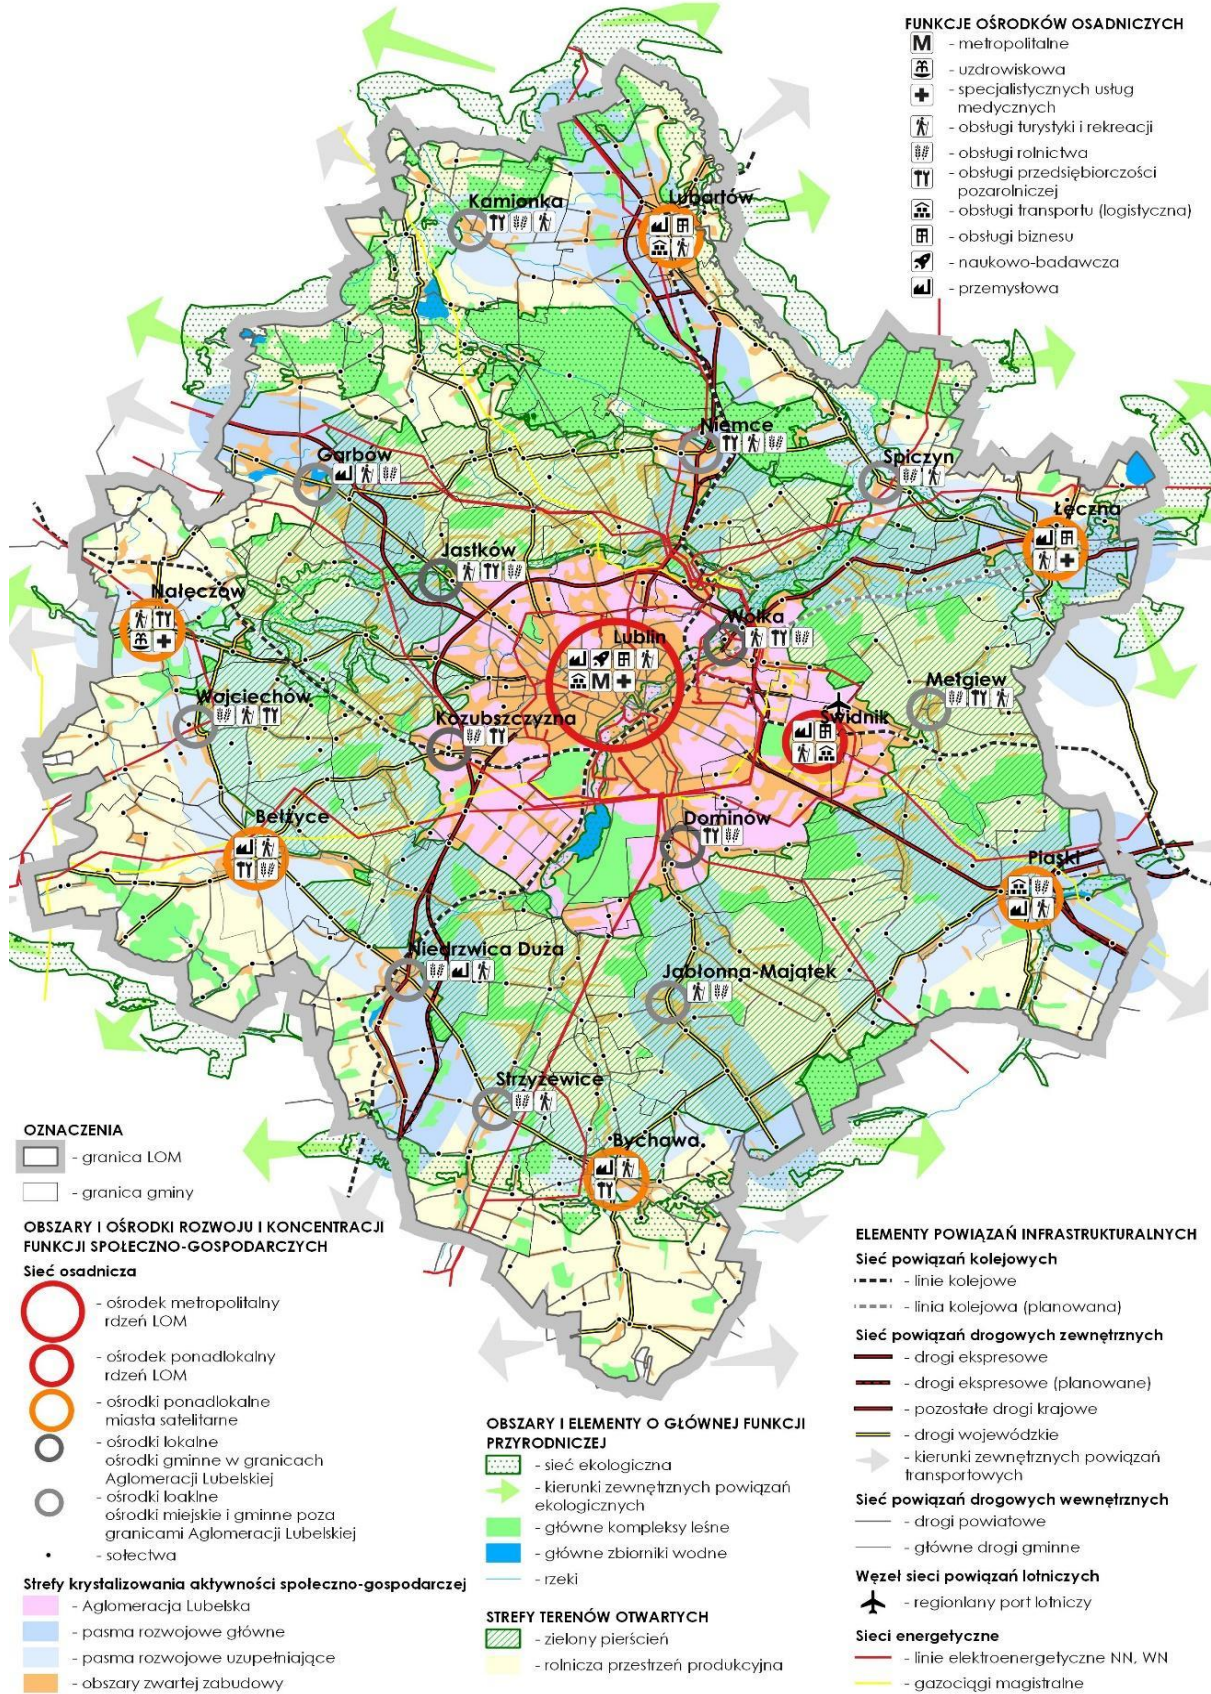 FUNKCJE OŚRODKÓW OSADNICZYCH
M - metropolitalne
- uzdrowiskowa
- specjalistycznych usług
medycznych
- obsługi turystyki i rekreacji
- obsługi rolnictwa
- obsługi przedsiębiorczości
pozarolniczej
- obsługi transportu (logistyczna)
- obsługi biznesu
- naukowo-badawcza
- przemysłowa
Kamionka
Lubartów
Niemce
Garbów
Spiczyn
Łęczna
Jastków
Nałęczów
Wólka
Lublin
M
Mełgiew
Wojciechów
Kozubszczyzna
Świdnik
Bełżyce
Dominów
Piaski
Niedrzwica Duża
Jabłonna-Majątek
Strzyżewice
Bychawa
OZNACZENIA
- granica LOM
- granica gminy
OBSZARY I OŚRODKI ROZWOJU I KONCENTRACJI
FUNKCJI SPOŁECZNO-GOSPODARCZYCH
Sieć osadnicza
- ośrodek metropolitalny
rdzeń LOM
- ośrodek ponadlokalny
rdzeń LOM
- ośrodki ponadlokalne
miasta satelitarne
- ośrodki lokalne
ośrodki gminne w granicach
Aglomeracji Lubelskiej
- ośrodki loaklne
ośrodki miejskie i gminne poza
granicami Aglomeracji Lubelskiej
- sołectwa
Strefy krystalizowania aktywności społeczno-gospodarczej
- Aglomeracja Lubelska
- pasma rozwojowe główne
- pasma rozwojowe uzupełniające
- obszary zwartej zabudowy
OBSZARY I ELEMENTY O GŁÓWNEJ FUNKCJI
PRZYRODNICZEJ
- sieć ekologiczna
- kierunki zewnętrznych powiązań
ekologicznych
- główne kompleksy leśne
- główne zbiorniki wodne
- rzeki
STREFY TERENÓW OTWARTYCH
- zielony pierścień
- rolnicza przestrzeń produkcyjna
ELEMENTY POWIĄZAŃ INFRASTRUKTURALNYCH
Sieć powiązań kolejowych
- linie kolejowe
- linia kolejowa (planowana)
Sieć powiązań drogowych zewnętrznych
- drogi ekspresowe
- drogi ekspresowe (planowane)
- pozostałe drogi krajowe
- drogi wojewódzkie
- kierunki zewnętrznych powiązań
transportowych
Sieć powiązań drogowych wewnętrznych
- drogi powiatowe
- główne drogi gminne
Węzeł sieci powiązań lotniczych
- regionlany port lotniczy
Sieci energetyczne
- linie elektroenergetyczne NN, WN
- gazociągi magistralne